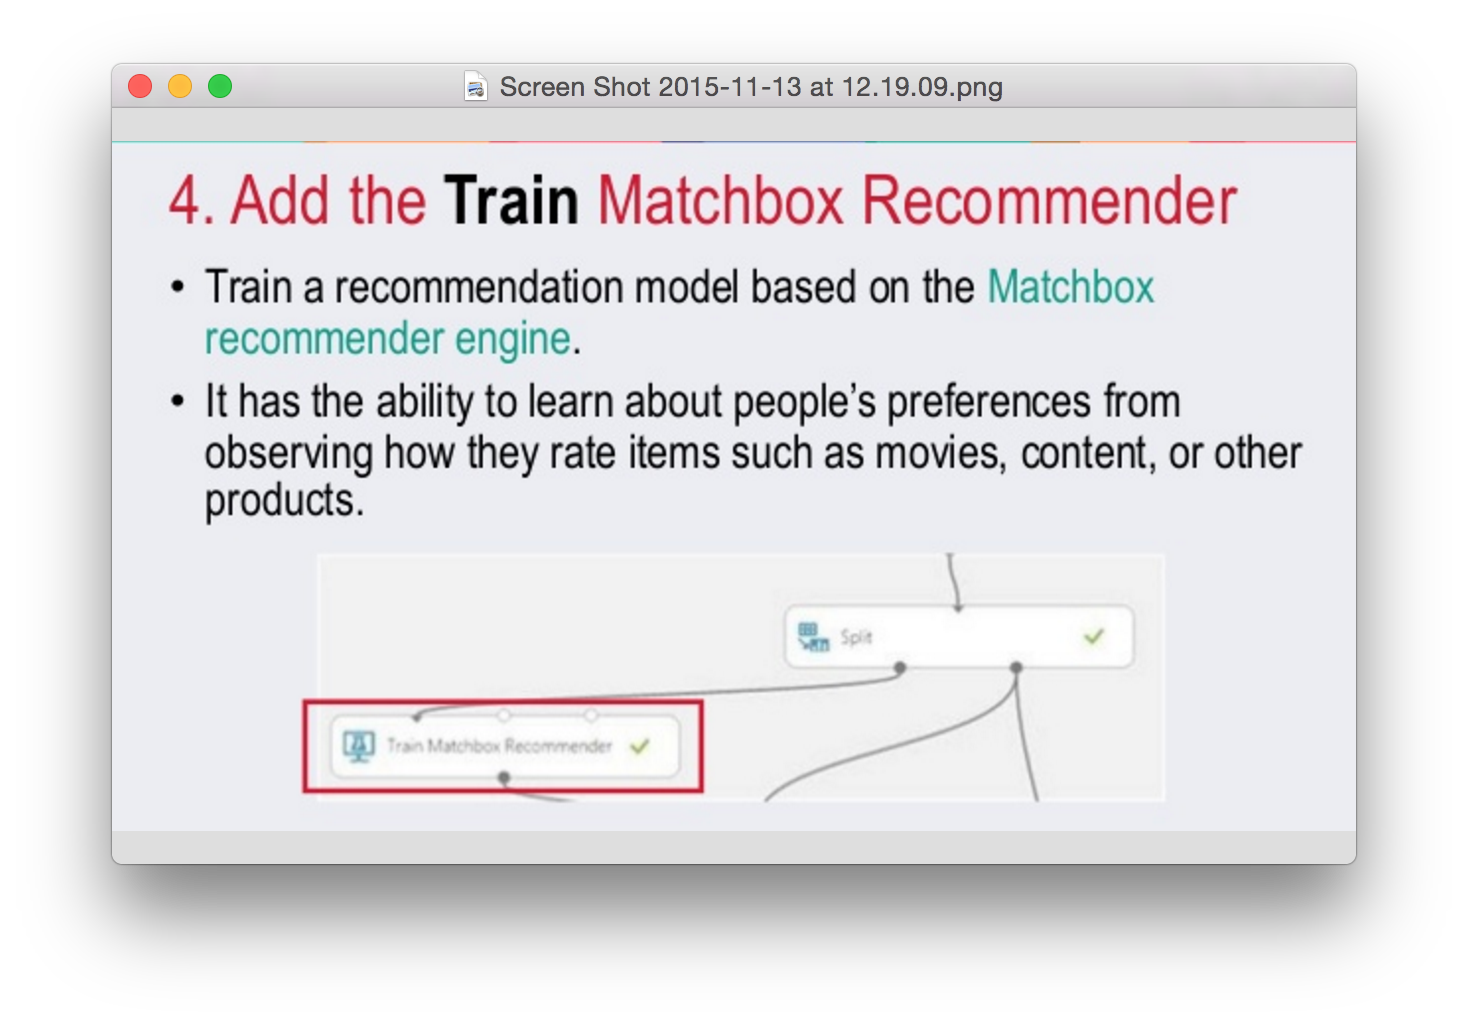 Screen Shot 2015-11-13 at 12.19.09.png
4. Add the Train Matchbox Recommender
• Train a recommendation model based on the Matchbox
recommender engine.
• It has the ability to learn about people’s preferences from
observing how they rate items such as movies, content, or other
products.
Split
Train Matchbox Recommender